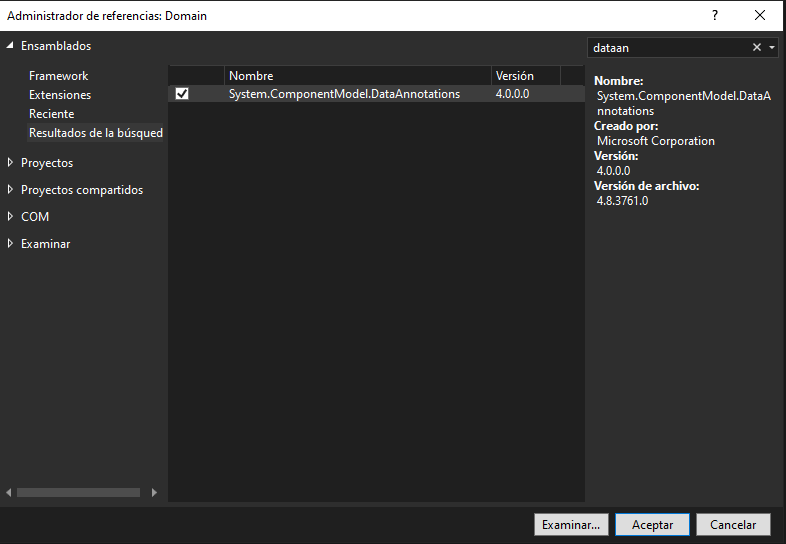 Administrador de referencias: Domain
?
Ensamblados
Framework
Extensiones
Reciente
Resultados de la búsqued
Proyectos
Proyectos compartidos
COM
Examinar
Nombre Versión
System.ComponentModel.DataAnnotations 4.0.0.0
dataan
Nombre:
System.ComponentModel.DataA
nnotations
Creado por:
Microsoft Corporation
Versión:
4.0.0.0
Versión de archivo:
4.8.3761.0
Examinar... Aceptar Cancelar